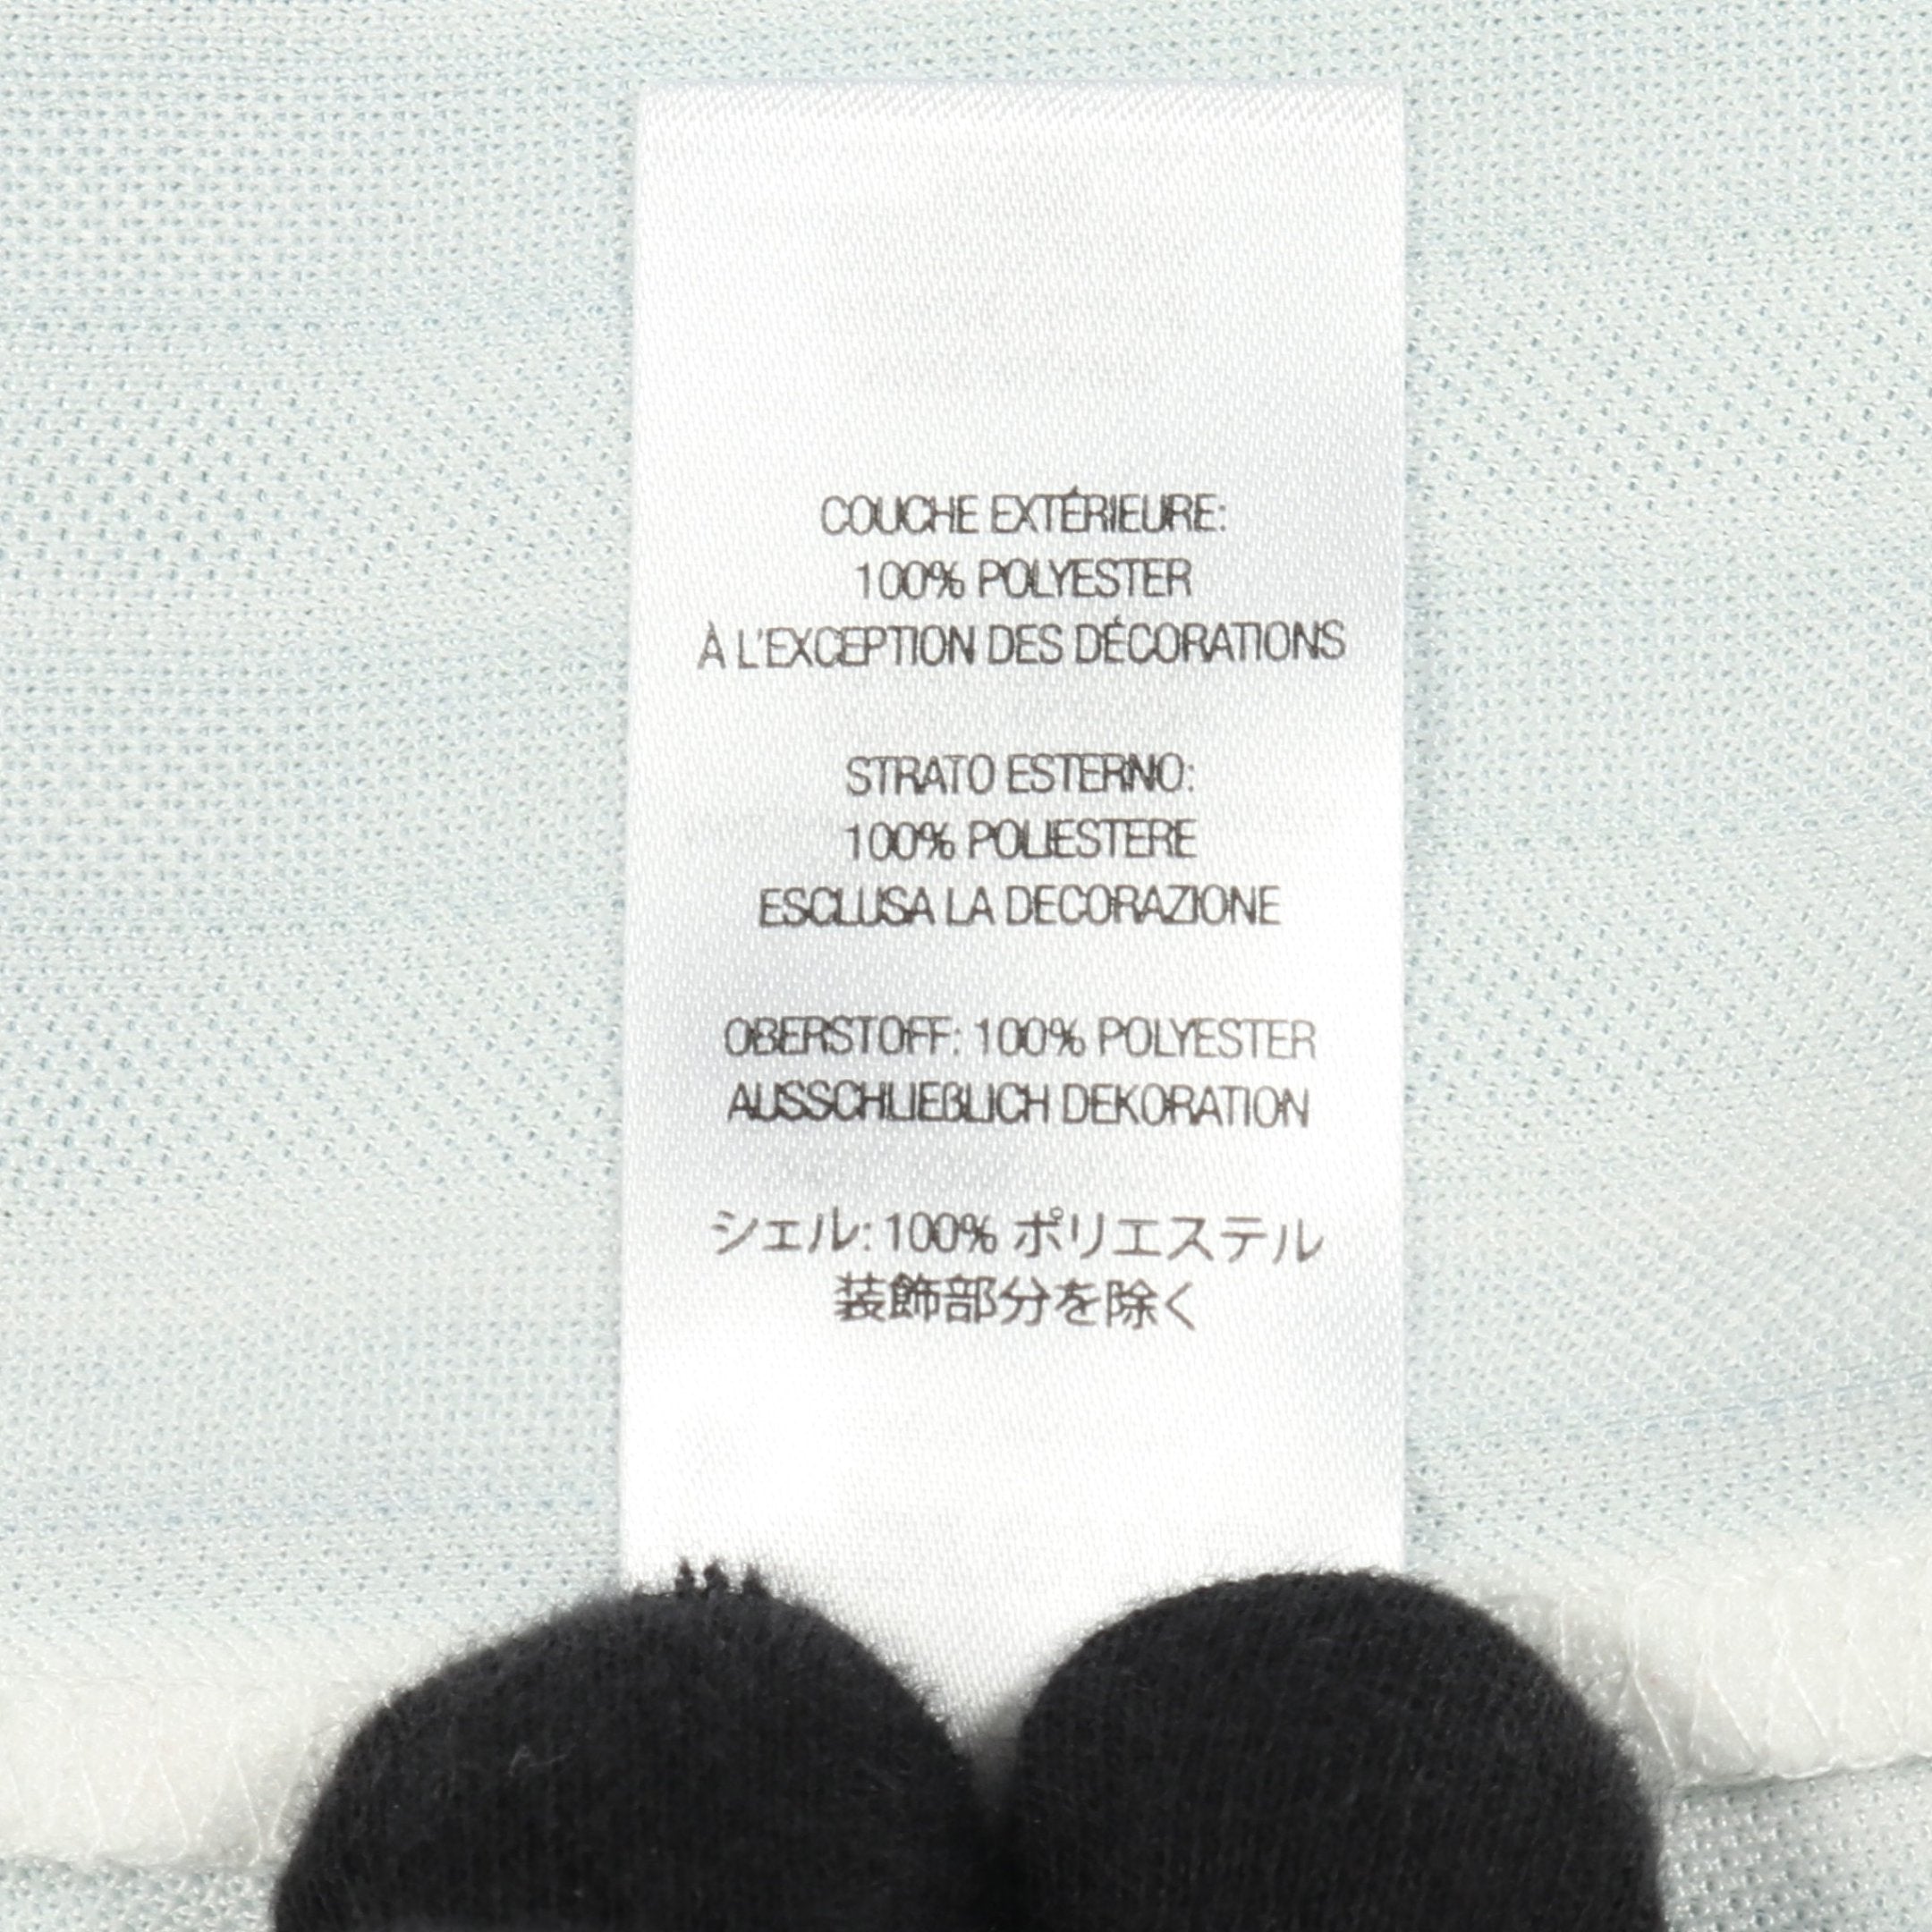 COUCHE EXTÉRIEURE:
100% POLYESTER
À L'EXCEPTION DES DÉCORATIONS
STRATO ESTERNO:
100% POLIESTERE
ESCLUSA LA DECORAZIONE
OBERSTOFF: 100% POLYESTER
AUSSCHLIEßLICH DEKORATION
シェル: 100% ポリエステル
装飾部分を除く